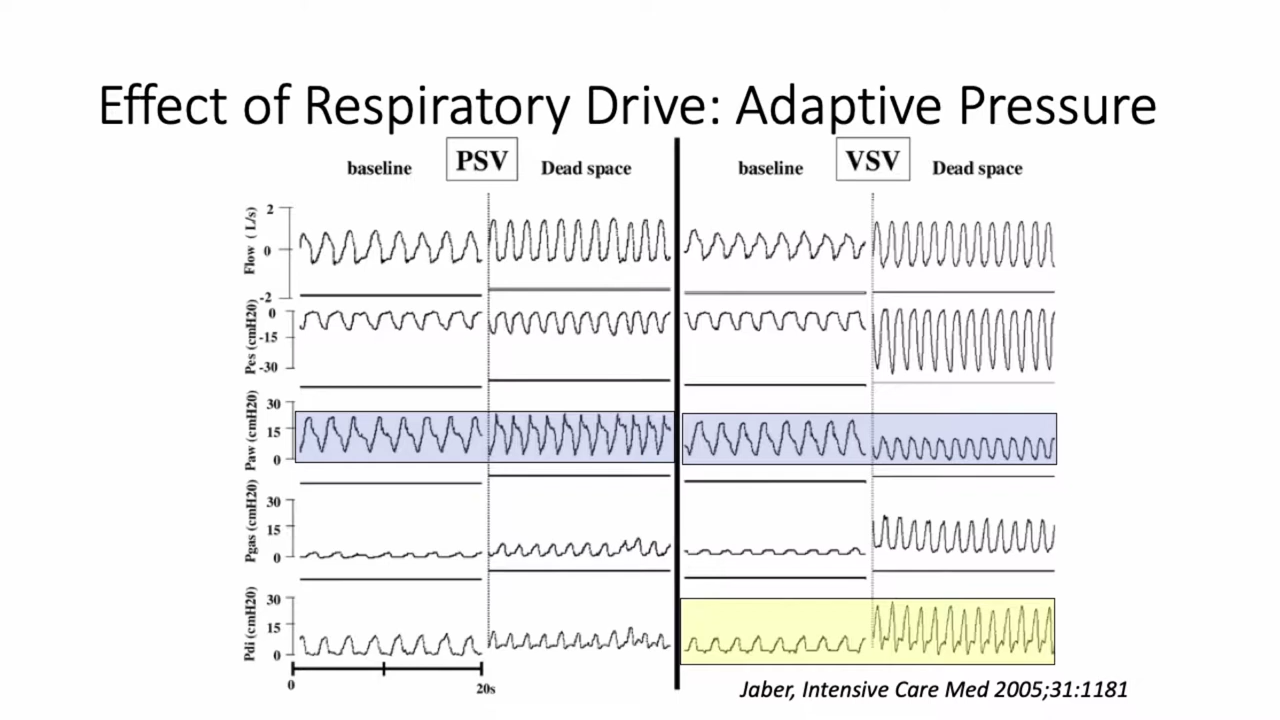 Effect of Respiratory Drive: Adaptive Pressure
baseline PSV Dead space baseline VSV Dead space
Flow ( L/s)
2
0
-2
Pes (cmH20)
0
-15
-30
Paw (cmH20)
30
15
0
Pgas (cmH20)
30
15
0
Pdi (cmH20)
30
15
0
0 20s
Jaber, Intensive Care Med 2005;31:1181